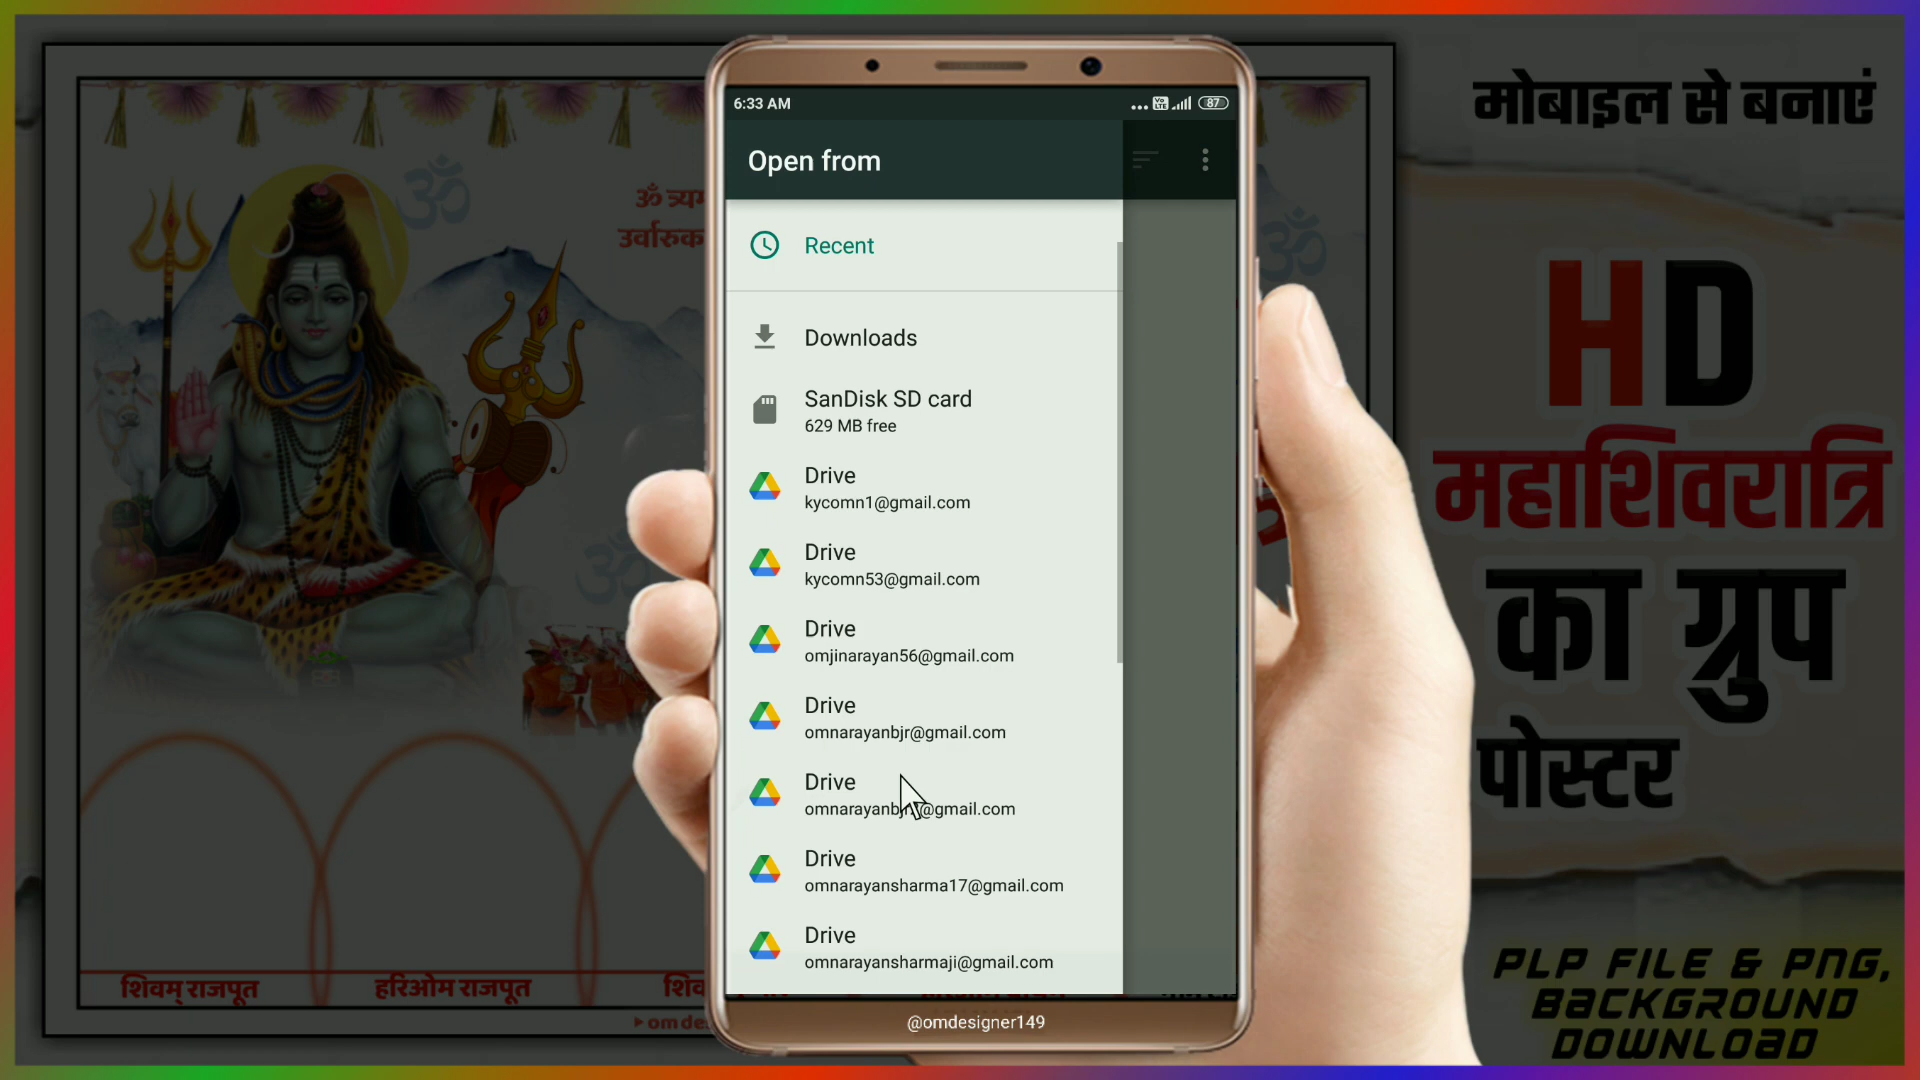 मोबाइल से बनाएं
HD
महाशिवरात्रि
का ग्रुप
पोस्टर
PLP FILE & PNG,
BACKGROUND
DOWNLOAD
6:33 AM
87
Open from
Recent
Downloads
SanDisk SD card
629 MB free
Drive
kycomn1@gmail.com
Drive
kycomn53@gmail.com
Drive
omjinarayan56@gmail.com
Drive
omnarayanbjr@gmail.com
Drive
Drive
omnarayansharma17@gmail.com
Drive
omnarayansharmaji@gmail.com
@omdesigner149
ॐ
शिवम् राजपूत
हरिओम राजपूत